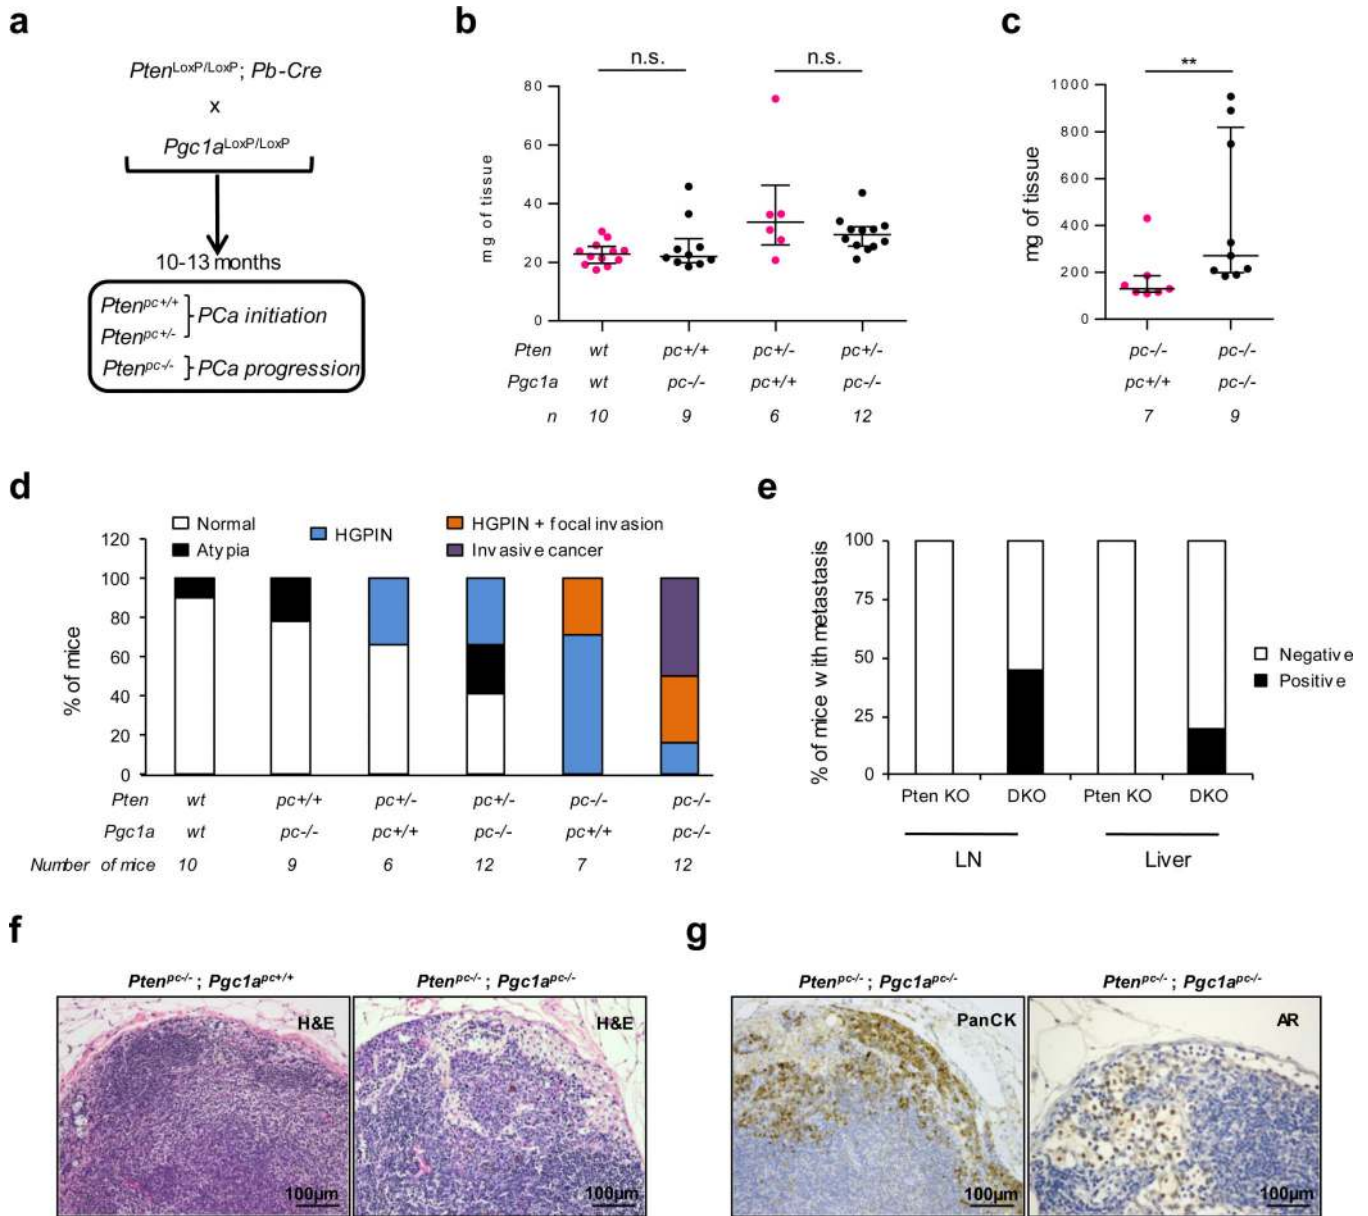 a
Pten^LoxP/LoxP; Pb-Cre
x
Pgc1a^LoxP/LoxP
10-13 months
Pten^pc+/+
Pten^pc+/-
PCa initiation
Pten^pc-/-
PCa progression
b
n.s. n.s.
80
60
40
20
0
mg of tissue
Pten wt pc+/+ pc+/- pc+/-
Pgc1a wt pc-/- pc+/+ pc-/-
n 10 9 6 12
c
**
1000
800
600
400
200
0
mg of tissue
pc-/- pc-/-
pc+/+ pc-/-
7 9
d
Normal HGPIN HGPIN + focal invasion
Atypia Invasive cancer
120
100
80
60
40
20
0
% of mice
Pten wt pc+/+ pc+/- pc+/- pc-/- pc-/-
Pgc1a wt pc-/- pc+/+ pc-/- pc+/+ pc-/-
Number of mice 10 9 6 12 7 12
e
100
75
50
25
0
% of mice with metastasis
Negative
Positive
Pten KO DKO Pten KO DKO
LN Liver
f
Pten^pc-/-; Pgc1a^pc+/+ Pten^pc-/-; Pgc1a^pc-/-
H&E H&E
100µm 100µm
g
Pten^pc-/-; Pgc1a^pc-/- Pten^pc-/-; Pgc1a^pc-/-
PanCK AR
100µm 100µm